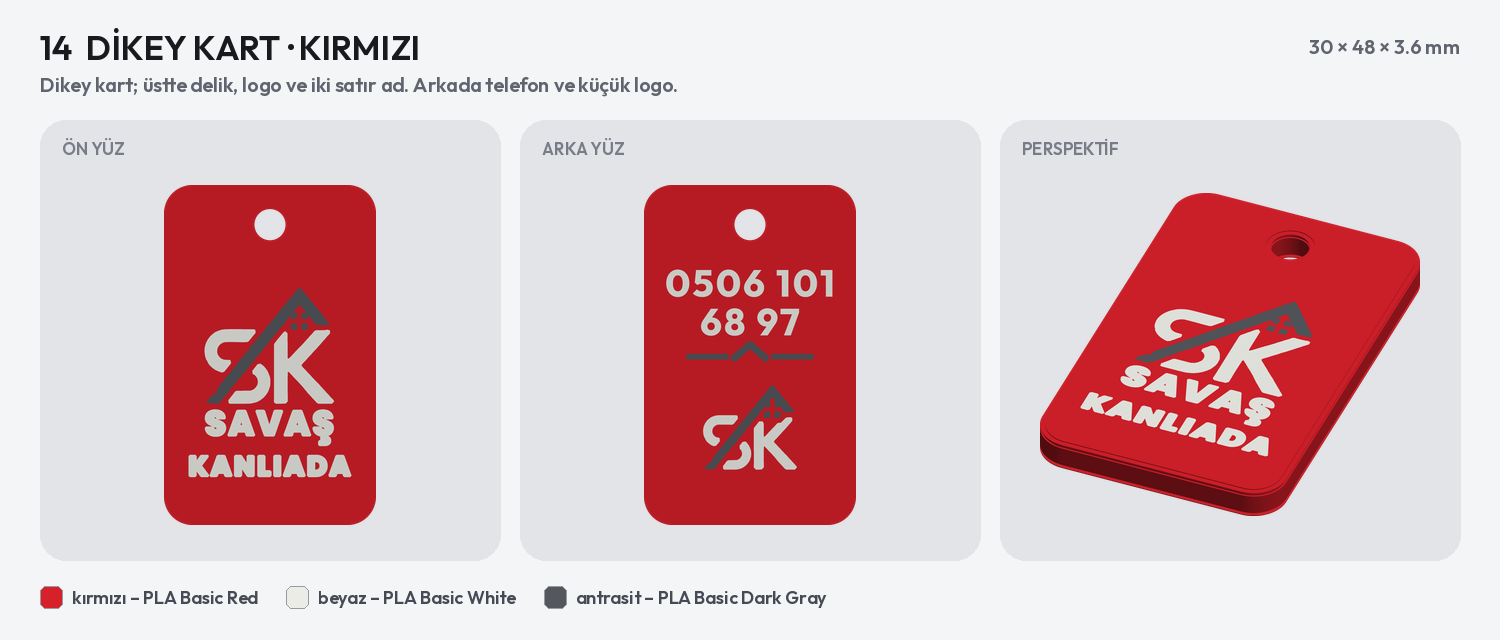 14 DİKEY KART · KIRMIZI
30 × 48 × 3.6 mm
Dikey kart; üstte delik, logo ve iki satır ad. Arkada telefon ve küçük logo.
ÖN YÜZ
SK
SAVAŞ
KANLIADA
ARKA YÜZ
0506 101
68 97
SK
PERSPEKTİF
SK
SAVAŞ
KANLIADA
kırmızı – PLA Basic Red
beyaz – PLA Basic White
antrasit – PLA Basic Dark Gray